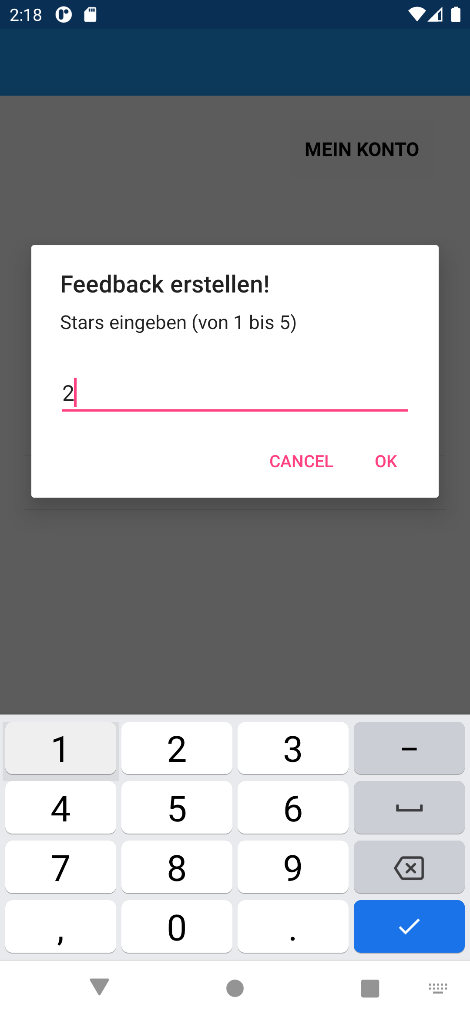 2:18
MEIN KONTO
Feedback erstellen!
Stars eingeben (von 1 bis 5)
2
CANCEL OK
1 2 3 –
4 5 6
7 8 9
, 0 .